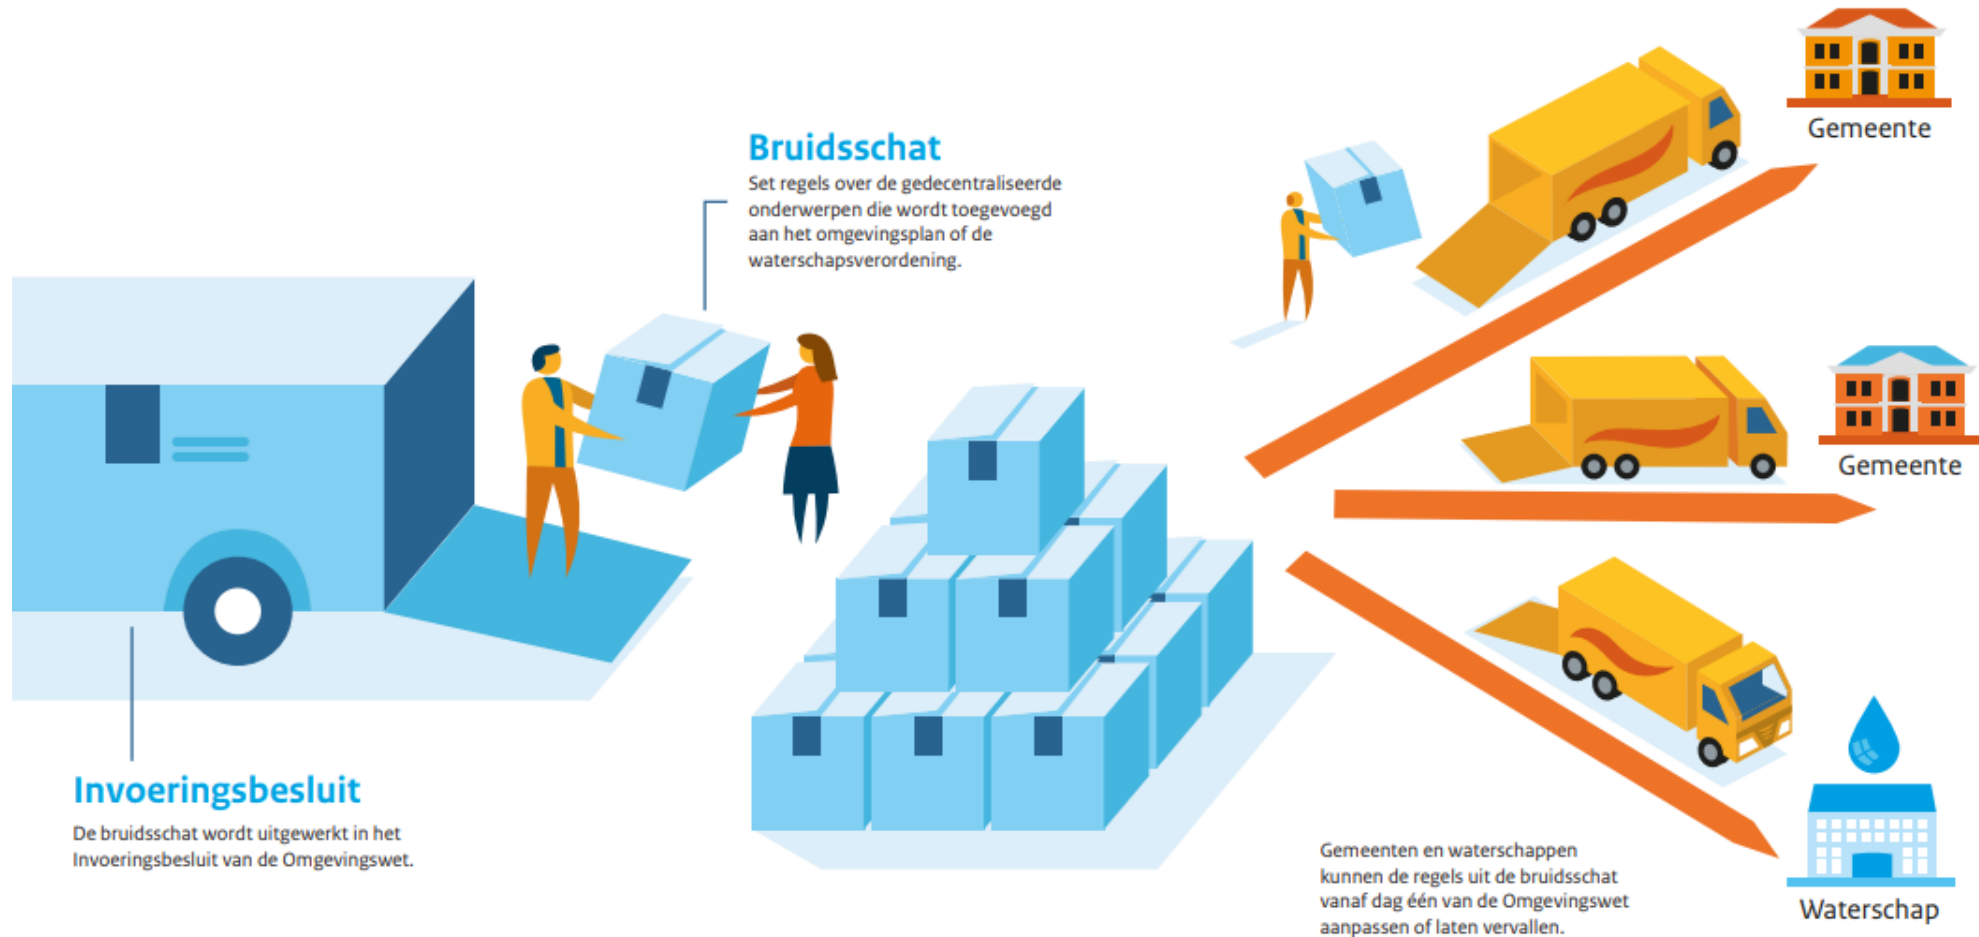 Bruidsschat
Set regels over de gedecentraliseerde
onderwerpen die wordt toegevoegd
aan het omgevingsplan of de
waterschapsverordening.
Invoeringsbesluit
De bruidsschat wordt uitgewerkt in het
Invoeringsbesluit van de Omgevingswet.
Gemeente
Gemeente
Gemeenten en waterschappen
kunnen de regels uit de bruidsschat
vanaf dag één van de Omgevingswet
aanpassen of laten vervallen.
Waterschap